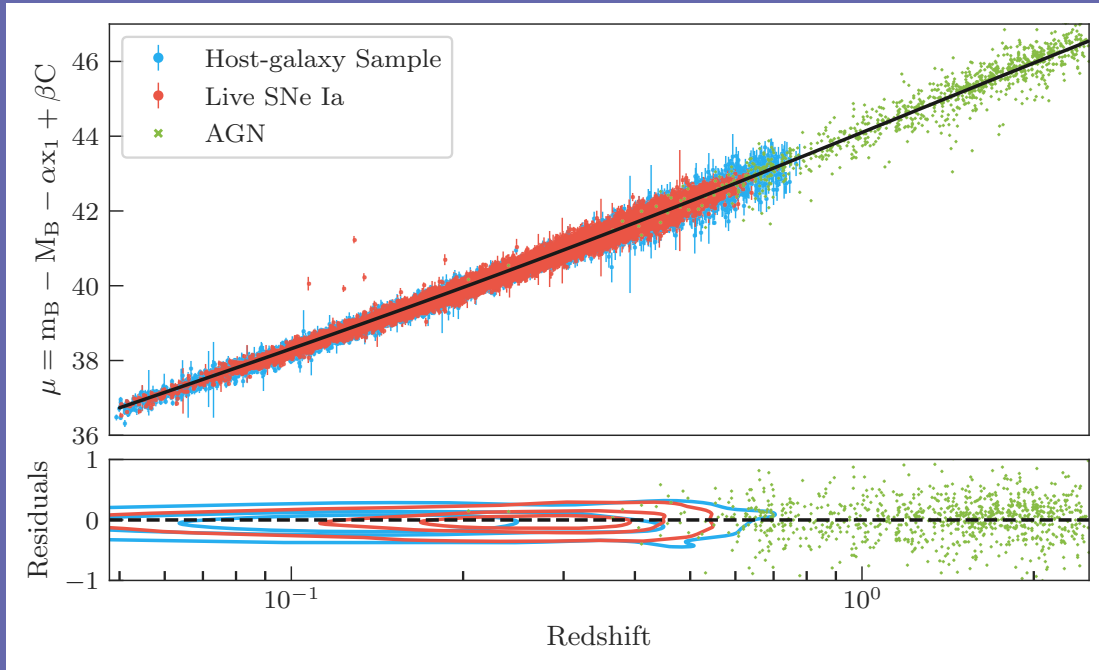 μ = m_B − M_B − αx_1 + βC
46
44
42
40
38
36
Host-galaxy Sample
Live SNe Ia
AGN
Residuals
1
0
−1
10^−1
10^0
Redshift